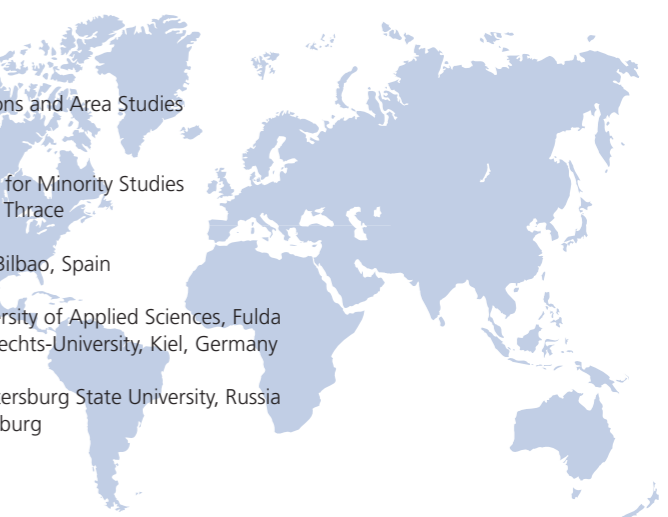 ons and Area Studies
for Minority Studies
Thrace
Bilbao, Spain
rsity of Applied Sciences, Fulda
echts-University, Kiel, Germany
tersburg State University, Russia
burg